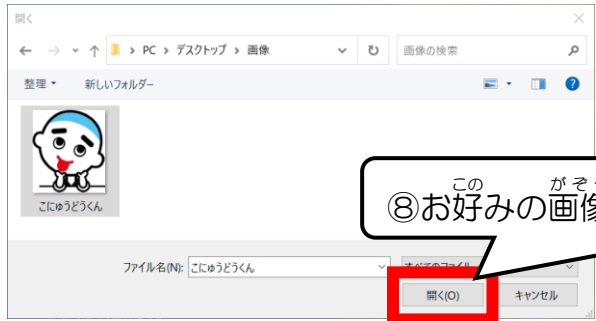 開く
PC > デスクトップ > 画像
画像の検索
整理
新しいフォルダー
こにゅうどうくん
この がぞ
⑧お好みの画像
ファイル名(N): こにゅうどうくん
すべてのファイル
開く(O)
キャンセル